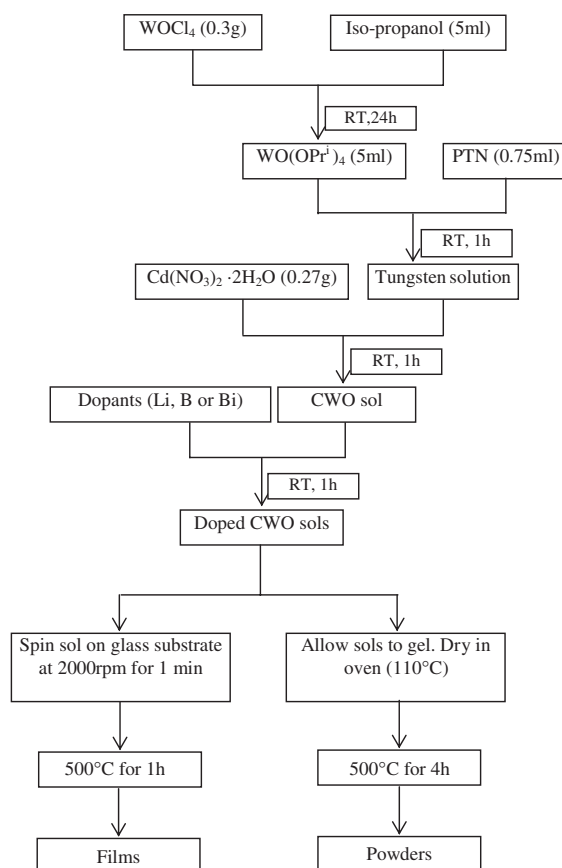 WOCl₄ (0.3g)
Iso-propanol (5ml)
RT,24h
WO(OPrⁱ)₄ (5ml)
PTN (0.75ml)
RT, 1h
Cd(NO₃)₂ ·2H₂O (0.27g)
Tungsten solution
RT, 1h
Dopants (Li, B or Bi)
CWO sol
RT, 1h
Doped CWO sols
Spin sol on glass substrate
at 2000rpm for 1 min
Allow sols to gel. Dry in
oven (110°C)
500°C for 1h
500°C for 4h
Films
Powders